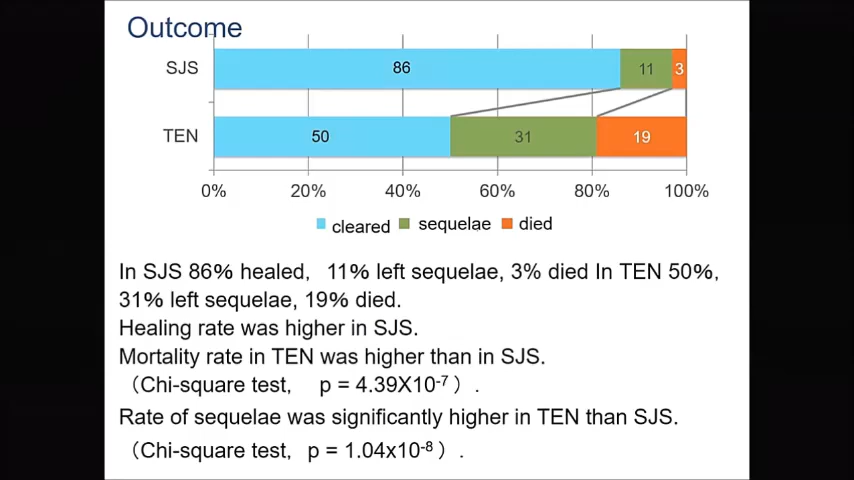 Outcome
SJS 86 11 3
TEN 50 31 19
0% 20% 40% 60% 80% 100%
cleared sequelae died
In SJS 86% healed, 11% left sequelae, 3% died In TEN 50%,
31% left sequelae, 19% died.
Healing rate was higher in SJS.
Mortality rate in TEN was higher than in SJS.
（Chi-square test, p = 4.39X10⁻⁷）.
Rate of sequelae was significantly higher in TEN than SJS.
（Chi-square test, p = 1.04x10⁻⁸）.